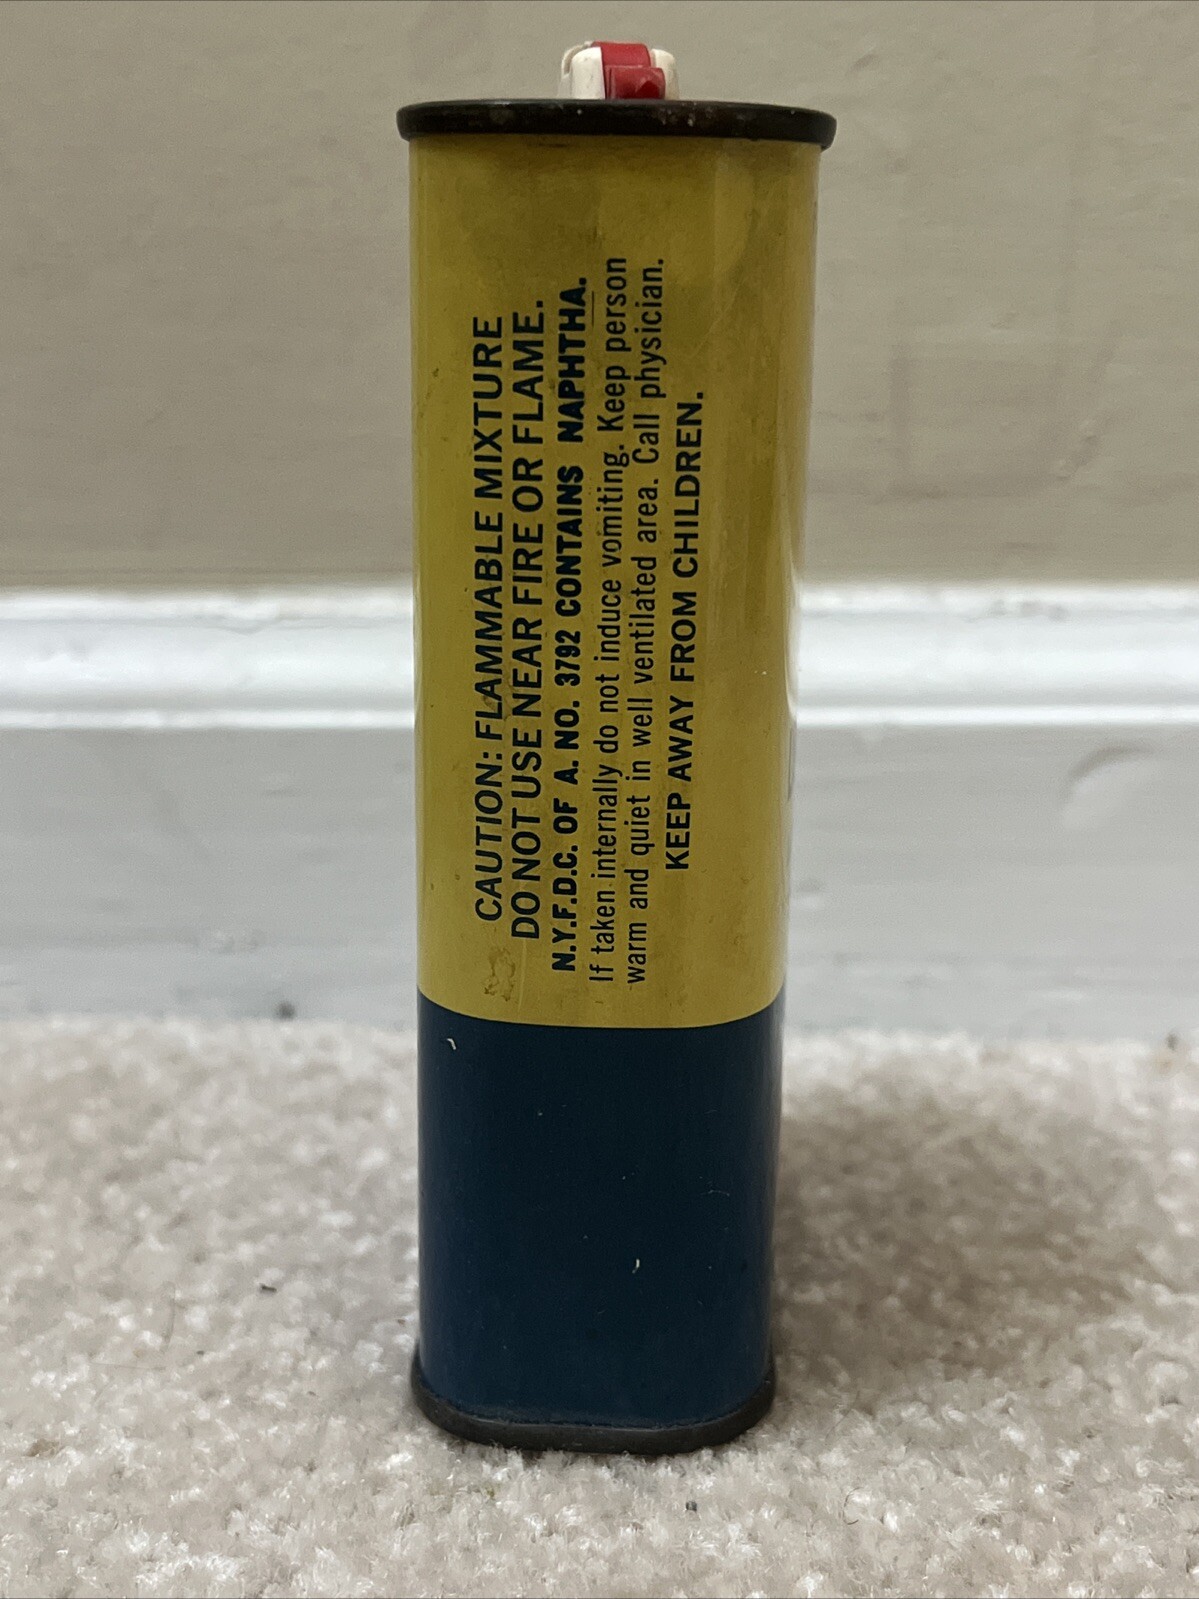 CAUTION: FLAMMABLE MIXTURE
DO NOT USE NEAR FIRE OR FLAME.
N.Y.F.D.C. OF A. NO. 3792 CONTAINS NAPHTHA.
If taken internally do not induce vomiting. Keep person
warm and quiet in well ventilated area. Call physician.
KEEP AWAY FROM CHILDREN.